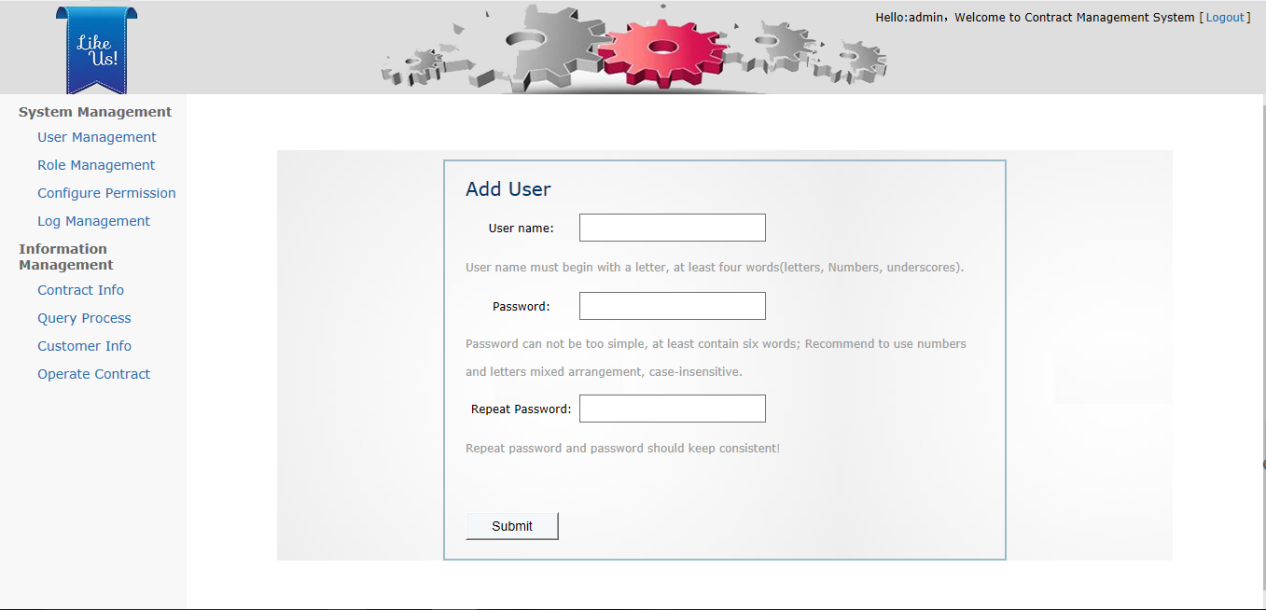 Like
Us!
Hello:admin，Welcome to Contract Management System [Logout]
System Management
User Management
Role Management
Configure Permission
Log Management
Information
Management
Contract Info
Query Process
Customer Info
Operate Contract
Add User
User name:
User name must begin with a letter, at least four words(letters, Numbers, underscores).
Password:
Password can not be too simple, at least contain six words; Recommend to use numbers
and letters mixed arrangement, case-insensitive.
Repeat Password:
Repeat password and password should keep consistent!
Submit